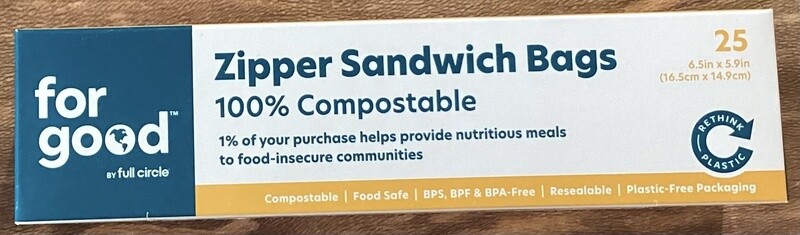 for
good™
BY full circle
Zipper Sandwich Bags
100% Compostable
1% of your purchase helps provide nutritious meals
to food-insecure communities
25
6.5in x 5.9in
(16.5cm x 14.9cm)
RETHINK
PLASTIC
Compostable | Food Safe | BPS, BPF & BPA-Free | Resealable | Plastic-Free Packaging